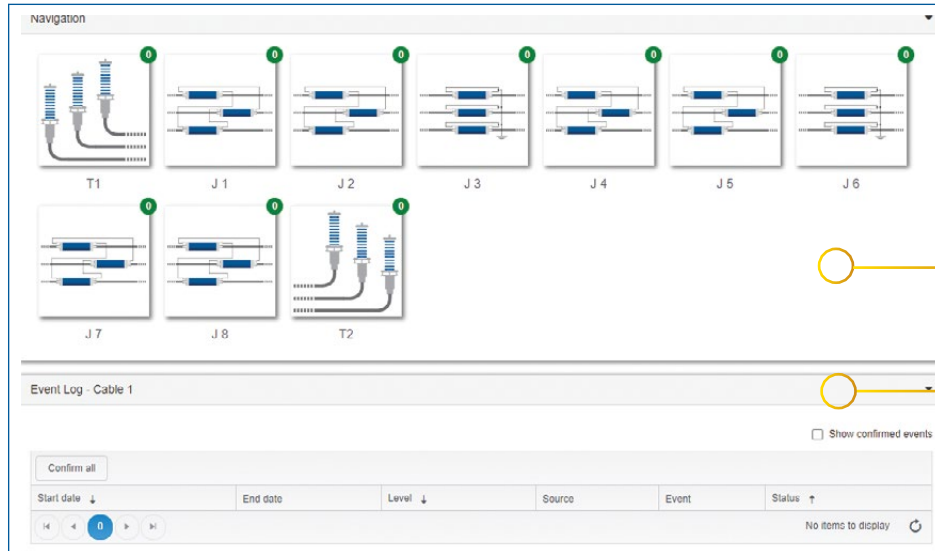 Navigation
0 0 0 0 0 0 0
T1 J 1 J 2 J 3 J 4 J 5 J 6
0 0 0
J 7 J 8 T2
Event Log - Cable 1
Show confirmed events
Confirm all
Start date ↓ End date Level ↓ Source Event Status ↑
0 No items to display